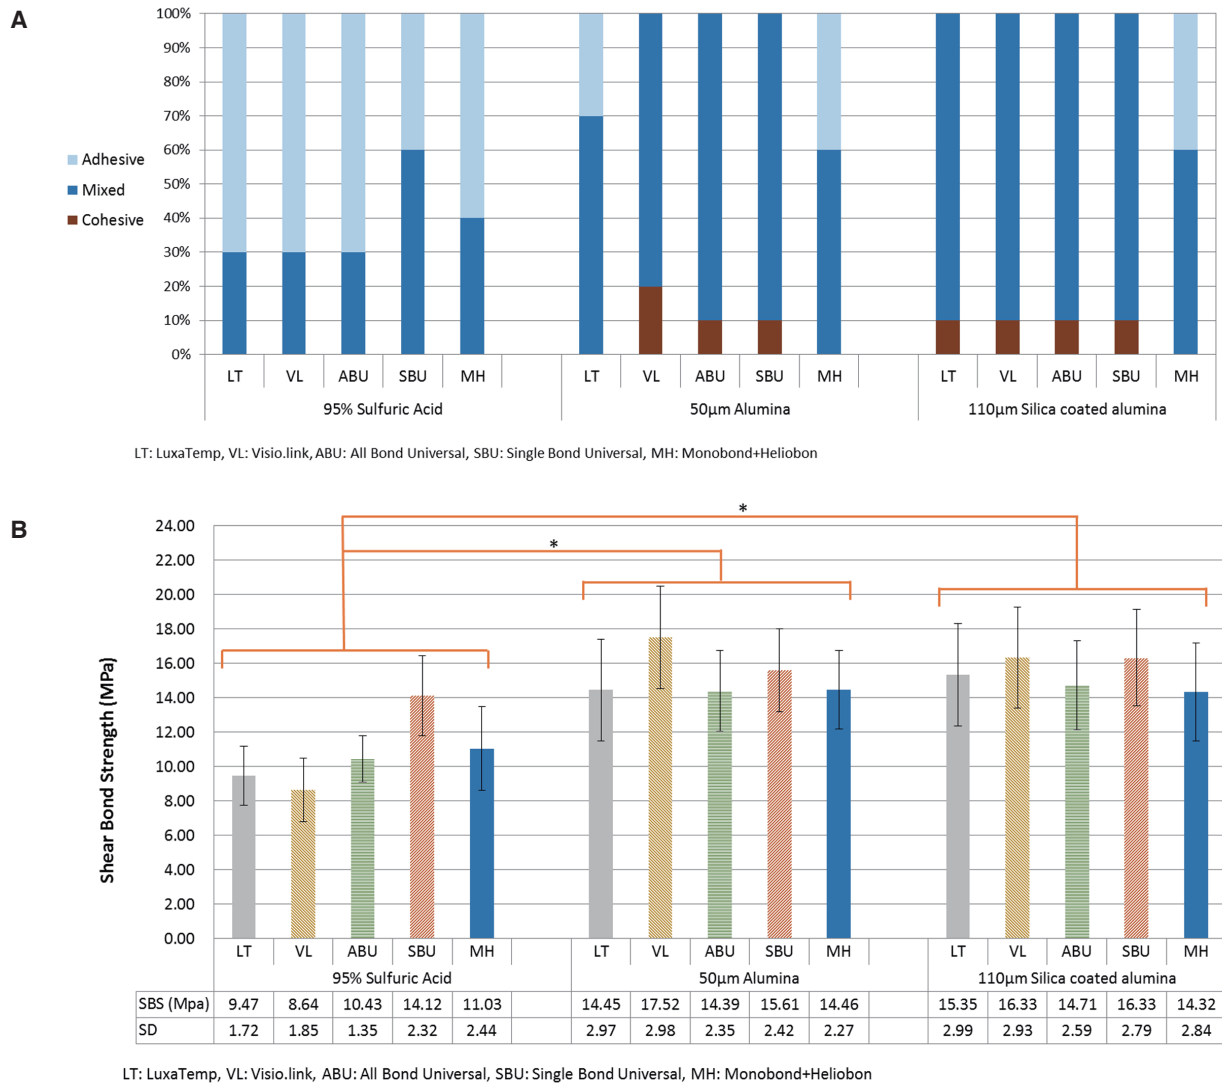 A
100%
90%
80%
70%
60%
50%
40%
30%
20%
10%
0%
Adhesive
Mixed
Cohesive
LT VL ABU SBU MH LT VL ABU SBU MH LT VL ABU SBU MH
95% Sulfuric Acid 50µm Alumina 110µm Silica coated alumina
LT: LuxaTemp, VL: Visio.link, ABU: All Bond Universal, SBU: Single Bond Universal, MH: Monobond+Heliobon
B
Shear Bond Strength (MPa)
24.00
22.00
20.00
18.00
16.00
14.00
12.00
10.00
8.00
6.00
4.00
2.00
0.00
*
*
LT VL ABU SBU MH LT VL ABU SBU MH LT VL ABU SBU MH
95% Sulfuric Acid 50µm Alumina 110µm Silica coated alumina
SBS (Mpa) 9.47 8.64 10.43 14.12 11.03 14.45 17.52 14.39 15.61 14.46 15.35 16.33 14.71 16.33 14.32
SD 1.72 1.85 1.35 2.32 2.44 2.97 2.98 2.35 2.42 2.27 2.99 2.93 2.59 2.79 2.84
LT: LuxaTemp, VL: Visio.link, ABU: All Bond Universal, SBU: Single Bond Universal, MH: Monobond+Heliobon